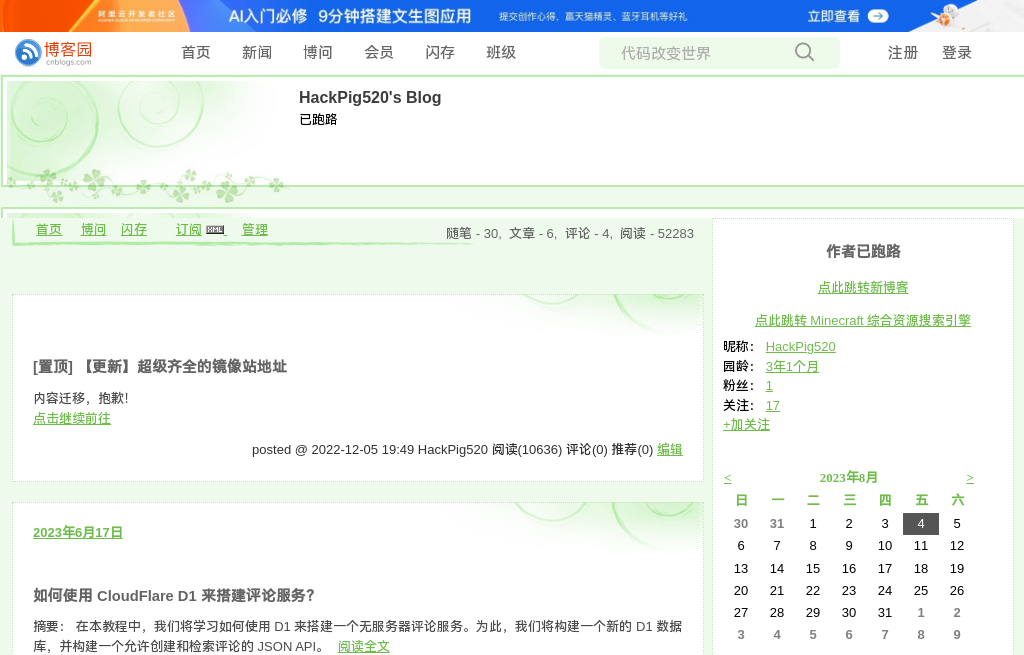 阿里云开发者社区
AI入门必修 9分钟搭建文生图应用 提交创作心得,赢天猫精灵、蓝牙耳机等好礼 立即查看
博客园
cnblogs.com
首页 新闻 博问 会员 闪存 班级 代码改变世界 注册 登录
HackPig520's Blog
已跑路
首页 博问 闪存 订阅 XML 管理
随笔 - 30, 文章 - 6, 评论 - 4, 阅读 - 52283
[置顶] 【更新】超级齐全的镜像站地址
内容迁移,抱歉!
点击继续前往
posted @ 2022-12-05 19:49 HackPig520 阅读(10636) 评论(0) 推荐(0) 编辑
2023年6月17日
如何使用 CloudFlare D1 来搭建评论服务?
摘要: 在本教程中,我们将学习如何使用 D1 来搭建一个无服务器评论服务。为此,我们将构建一个新的 D1 数据
库,并构建一个允许创建和检索评论的 JSON API。 阅读全文
作者已跑路
点此跳转新博客
点此跳转 Minecraft 综合资源搜索引擎
昵称: HackPig520
园龄: 3年1个月
粉丝: 1
关注: 17
+加关注
< 2023年8月 >
日 一 二 三 四 五 六
30 31 1 2 3 4 5
6 7 8 9 10 11 12
13 14 15 16 17 18 19
20 21 22 23 24 25 26
27 28 29 30 31 1 2
3 4 5 6 7 8 9